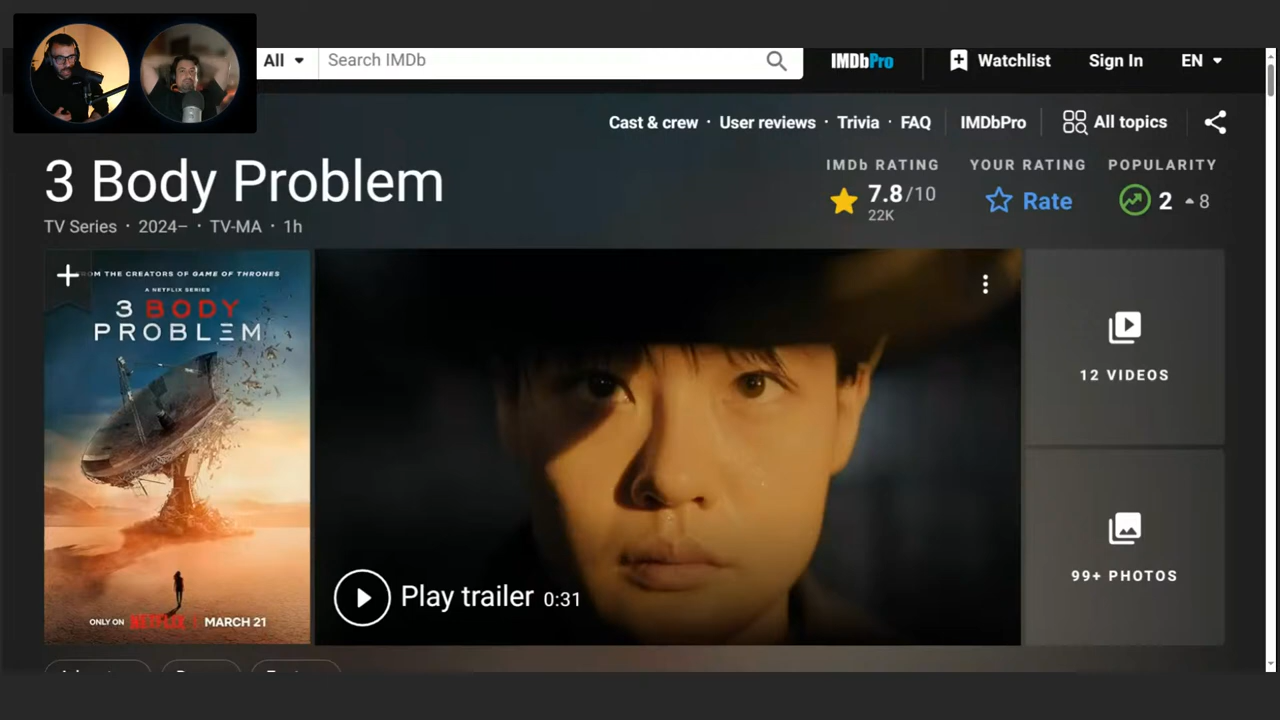 All
Search IMDb
IMDbPro
Watchlist
Sign In
EN
Cast & crew · User reviews · Trivia · FAQ
IMDbPro
All topics
3 Body Problem
TV Series · 2024– · TV-MA · 1h
IMDb RATING
7.8/10
22K
YOUR RATING
Rate
POPULARITY
2
8
OM THE CREATORS OF GAME OF THRONES
A NETFLIX SERIES
3 BODY
PROBLEM
ONLY ON NETFLIX | MARCH 21
Play trailer 0:31
12 VIDEOS
99+ PHOTOS